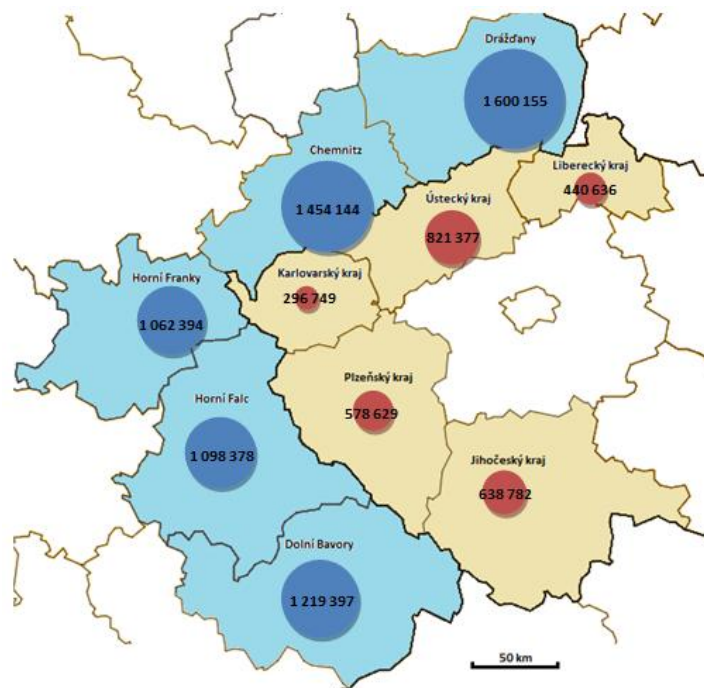 Drážďany
1 600 155
Chemnitz
1 454 144
Liberecký kraj
440 636
Ústecký kraj
821 377
Horní Franky
1 062 394
Karlovarský kraj
296 749
Plzeňský kraj
578 629
Horní Falc
1 098 378
Jihočeský kraj
638 782
Dolní Bavory
1 219 397
50 km